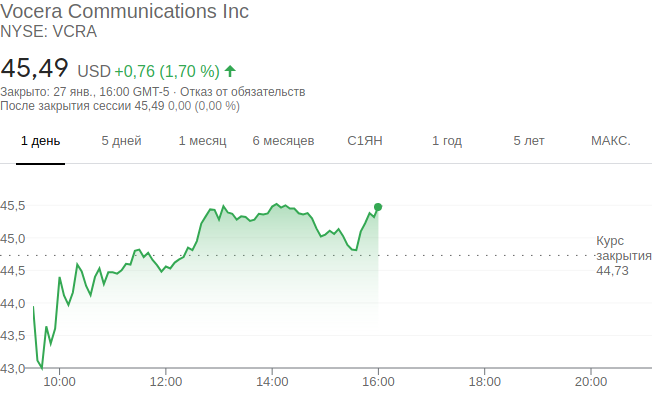 Vocera Communications Inc
NYSE: VCRA
45,49 USD +0,76 (1,70 %)
Закрыто: 27 янв., 16:00 GMT-5 · Отказ от обязательств
После закрытия сессии 45,49 0,00 (0,00 %)
1 день 5 дней 1 месяц 6 месяцев С1ЯН 1 год 5 лет МАКС.
45,5
45,0
Курс
закрытия
44,73
44,5
44,0
43,5
43,0
10:00 12:00 14:00 16:00 18:00 20:00